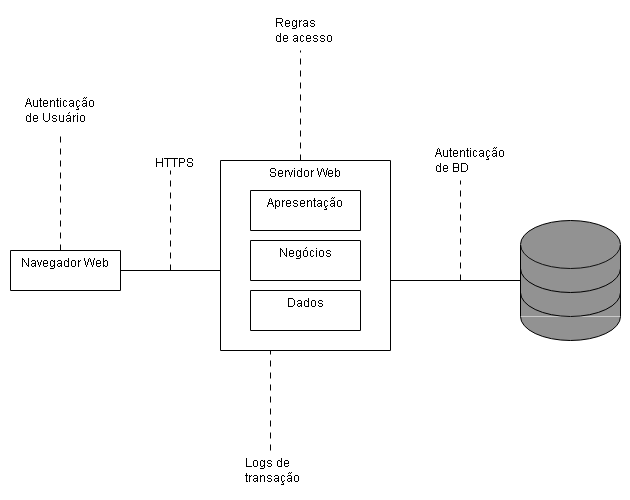 Regras
de acesso
Autenticação
de Usuário
HTTPS
Autenticação
de BD
Servidor Web
Apresentação
Negócios
Dados
Navegador Web
Logs de
transação